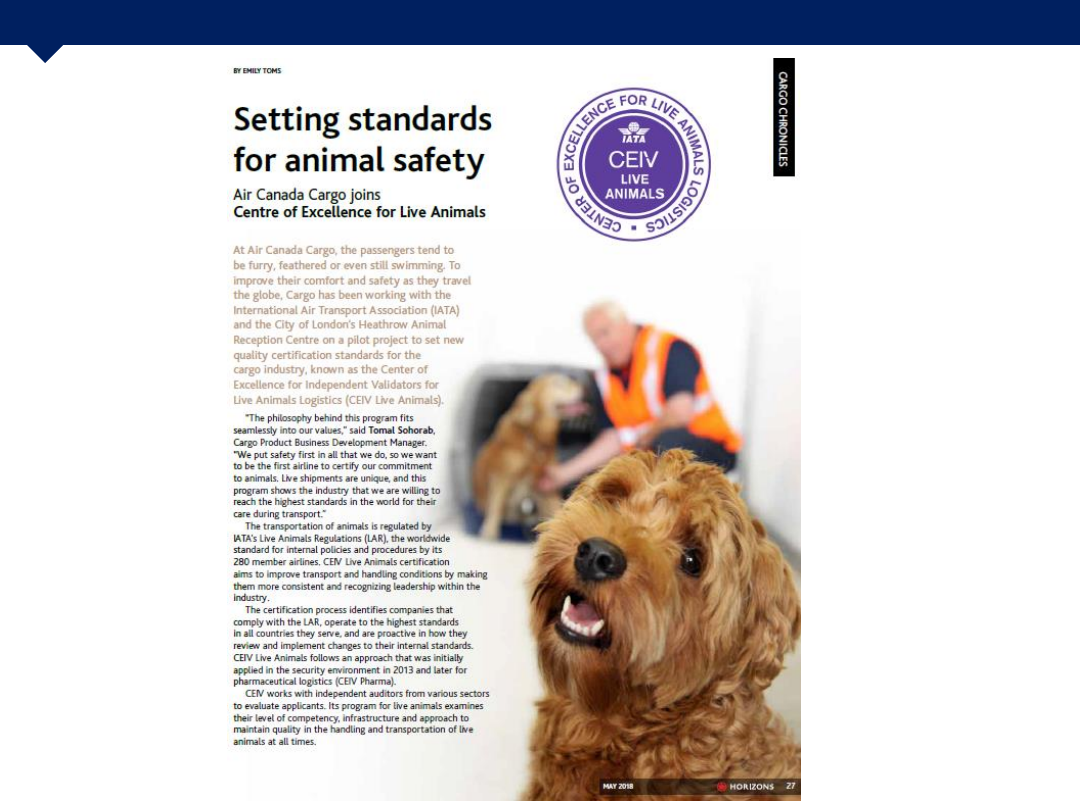 BY EMILY TOMS
CARGO CHRONICLES
Setting standards
for animal safety
Air Canada Cargo joins
Centre of Excellence for Live Animals
CENTER OF EXCELLENCE FOR LIVE ANIMALS LOGISTICS
IATA
CEIV
LIVE
ANIMALS
At Air Canada Cargo, the passengers tend to
be furry, feathered or even still swimming. To
improve their comfort and safety as they travel
the globe, Cargo has been working with the
International Air Transport Association (IATA)
and the City of London's Heathrow Animal
Reception Centre on a pilot project to set new
quality certification standards for the
cargo industry, known as the Center of
Excellence for Independent Validators for
Live Animals Logistics (CEIV Live Animals).
"The philosophy behind this program fits
seamlessly into our values," said Tomal Sohorab,
Cargo Product Business Development Manager.
"We put safety first in all that we do, so we want
to be the first airline to certify our commitment
to animals. Live shipments are unique, and this
program shows the industry that we are willing to
reach the highest standards in the world for their
care during transport."
The transportation of animals is regulated by
IATA's Live Animals Regulations (LAR), the worldwide
standard for internal policies and procedures by its
280 member airlines. CEIV Live Animals certification
aims to improve transport and handling conditions by making
them more consistent and recognizing leadership within the
industry.
The certification process identifies companies that
comply with the LAR, operate to the highest standards
in all countries they serve, and are proactive in how they
review and implement changes to their internal standards.
CEIV Live Animals follows an approach that was initially
applied in the security environment in 2013 and later for
pharmaceutical logistics (CEIV Pharma).
CEIV works with independent auditors from various sectors
to evaluate applicants. Its program for live animals examines
their level of competency, infrastructure and approach to
maintain quality in the handling and transportation of live
animals at all times.
MAY 2018 HORIZONS 27